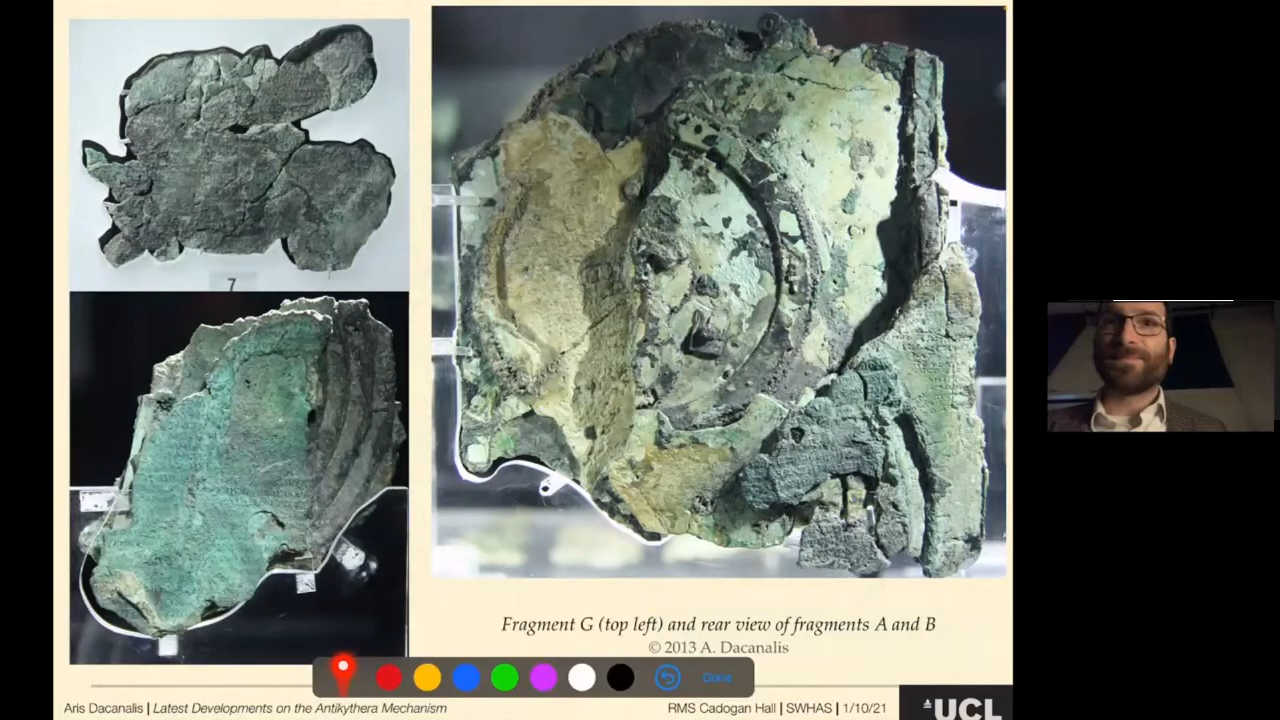 7
Fragment G (top left) and rear view of fragments A and B
© 2013 A. Dacanalis
Done
Aris Dacanalis | Latest Developments on the Antikythera Mechanism
RMS Cadogan Hall | SWHAS | 1/10/21
UCL